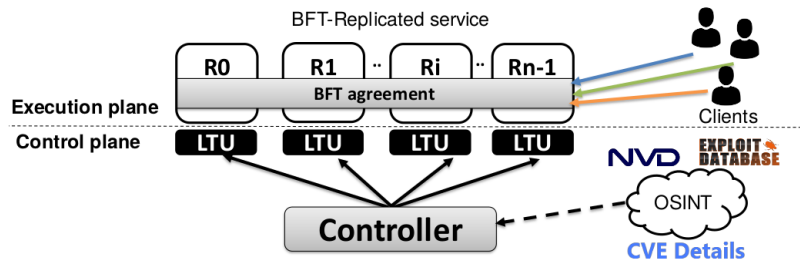 BFT-Replicated service
R0 R1 .. Ri .. Rn-1
BFT agreement
Execution plane
Clients
Control plane
LTU LTU LTU LTU
NVD
EXPLOIT
DATABASE
OSINT
Controller
CVE Details